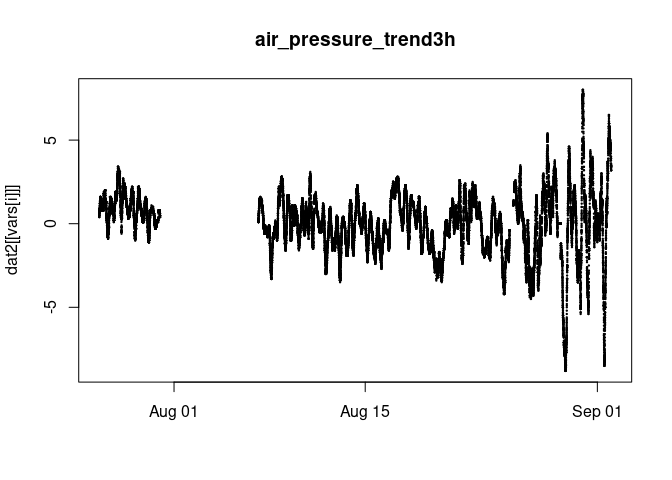 air_pressure_trend3h
dat2[[vars[i]]]
5
0
-5
Aug 01
Aug 15
Sep 01